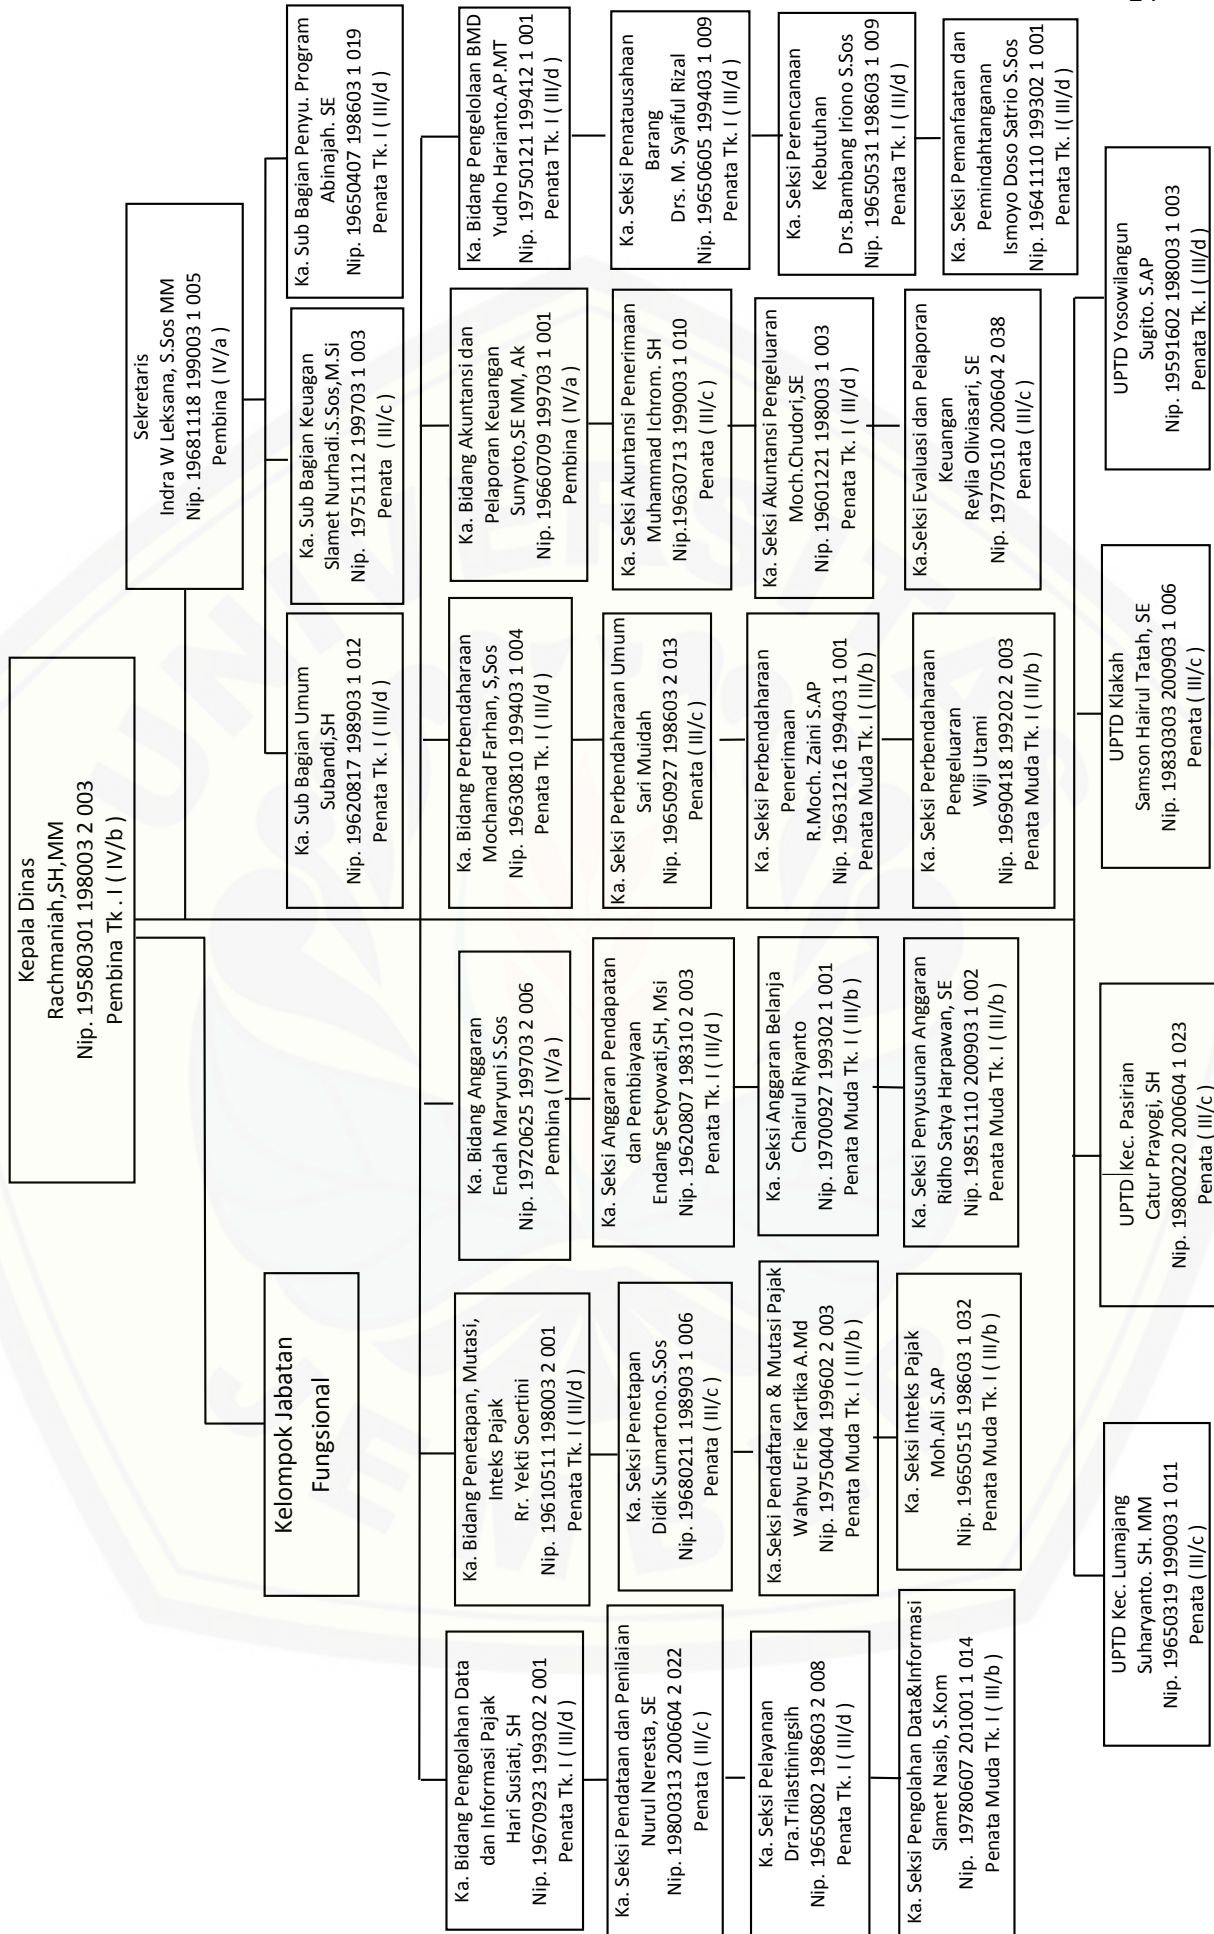 Kepala Dinas
Rachmaniah,SH,MM
Nip. 19580301 198003 2 003
Pembina Tk . I ( IV/b )
Kelompok Jabatan
Fungsional
Sekretaris
Indra W Leksana, S.Sos MM
Nip. 19681118 199003 1 005
Pembina ( IV/a )
Ka. Sub Bagian Umum
Subandi,SH
Nip. 19620817 198903 1 012
Penata Tk. I ( III/d )
Ka. Sub Bagian Keuagan
Slamet Nurhadi.S.Sos,M.Si
Nip. 19751112 199703 1 003
Penata ( III/c )
Ka. Sub Bagian Penyu. Program
Abinajah. SE
Nip. 19650407 198603 1 019
Penata Tk. I ( III/d )
Ka. Bidang Pengolahan Data
dan Informasi Pajak
Hari Susiati, SH
Nip. 19670923 199302 2 001
Penata Tk. I ( III/d )
Ka. Seksi Pendataan dan Penilaian
Nurul Neresta, SE
Nip. 19800313 200604 2 022
Penata ( III/c )
Ka. Seksi Pelayanan
Dra.Trilastiningsih
Nip. 19650802 198603 2 008
Penata Tk. I ( III/d )
Ka. Seksi Pengolahan Data&Informasi
Slamet Nasib, S.Kom
Nip. 19780607 201001 1 014
Penata Muda Tk. I ( III/b )
Ka. Bidang Penetapan, Mutasi,
Inteks Pajak
Rr. Yekti Soertini
Nip. 19610511 198003 2 001
Penata Tk. I ( III/d )
Ka. Seksi Penetapan
Didik Sumartono.S.Sos
Nip. 19680211 198903 1 006
Penata ( III/c )
Ka.Seksi Pendaftaran & Mutasi Pajak
Wahyu Erie Kartika A.Md
Nip. 19750404 199602 2 003
Penata Muda Tk. I ( III/b )
Ka. Seksi Inteks Pajak
Moh.Ali S.AP
Nip. 19650515 198603 1 032
Penata Muda Tk. I ( III/b )
Ka. Bidang Anggaran
Endah Maryuni S.Sos
Nip. 19720625 199703 2 006
Pembina ( IV/a )
Ka. Seksi Anggaran Pendapatan
dan Pembiayaan
Endang Setyowati,SH, Msi
Nip. 19620807 198310 2 003
Penata Tk. I ( III/d )
Ka. Seksi Anggaran Belanja
Chairul Riyanto
Nip. 19700927 199302 1 001
Penata Muda Tk. I ( III/b )
Ka. Seksi Penyusunan Anggaran
Ridho Satya Harpawan, SE
Nip. 19851110 200903 1 002
Penata Muda Tk. I ( III/b )
Ka. Bidang Perbendaharaan
Mochamad Farhan, S,Sos
Nip. 19630810 199403 1 004
Penata Tk. I ( III/d )
Ka. Seksi Perbendaharaan Umum
Sari Muidah
Nip. 19650927 198603 2 013
Penata ( III/c )
Ka. Seksi Perbendaharaan
Penerimaan
R.Moch. Zaini S.AP
Nip. 19631216 199403 1 001
Penata Muda Tk. I ( III/b )
Ka. Seksi Perbendaharaan
Pengeluaran
Wiji Utami
Nip. 19690418 199202 2 003
Penata Muda Tk. I ( III/b )
Ka. Bidang Akuntansi dan
Pelaporan Keuangan
Sunyoto,SE MM, Ak
Nip. 19660709 199703 1 001
Pembina ( IV/a )
Ka. Seksi Akuntansi Penerimaan
Muhammad Ichrom. SH
Nip.19630713 199003 1 010
Penata ( III/c )
Ka. Seksi Akuntansi Pengeluaran
Moch.Chudori,SE
Nip. 19601221 198003 1 003
Penata Tk. I ( III/d )
Ka.Seksi Evaluasi dan Pelaporan
Keuangan
Reylia Oliviasari, SE
Nip. 19770510 200604 2 038
Penata ( III/c )
Ka. Bidang Pengelolaan BMD
Yudho Harianto.AP.MT
Nip. 19750121 199412 1 001
Penata Tk. I ( III/d )
Ka. Seksi Penatausahaan
Barang
Drs. M. Syaiful Rizal
Nip. 19650605 199403 1 009
Penata Tk. I ( III/d )
Ka. Seksi Perencanaan
Kebutuhan
Drs.Bambang Iriono S.Sos
Nip. 19650531 198603 1 009
Penata Tk. I ( III/d )
Ka. Seksi Pemanfaatan dan
Pemindahtanganan
Ismoyo Doso Satrio S.Sos
Nip. 19641110 199302 1 001
Penata Tk. I ( III/d )
UPTD Kec. Lumajang
Suharyanto. SH. MM
Nip. 19650319 199003 1 011
Penata ( III/c )
UPTD Kec. Pasirian
Catur Prayogi, SH
Nip. 19800220 200604 1 023
Penata ( III/c )
UPTD Klakah
Samson Hairul Tatah, SE
Nip. 19830303 200903 1 006
Penata ( III/c )
UPTD Yosowilangun
Sugito. S.AP
Nip. 19591602 198003 1 003
Penata Tk. I ( III/d )
UNIVERSITAS
JEMBER